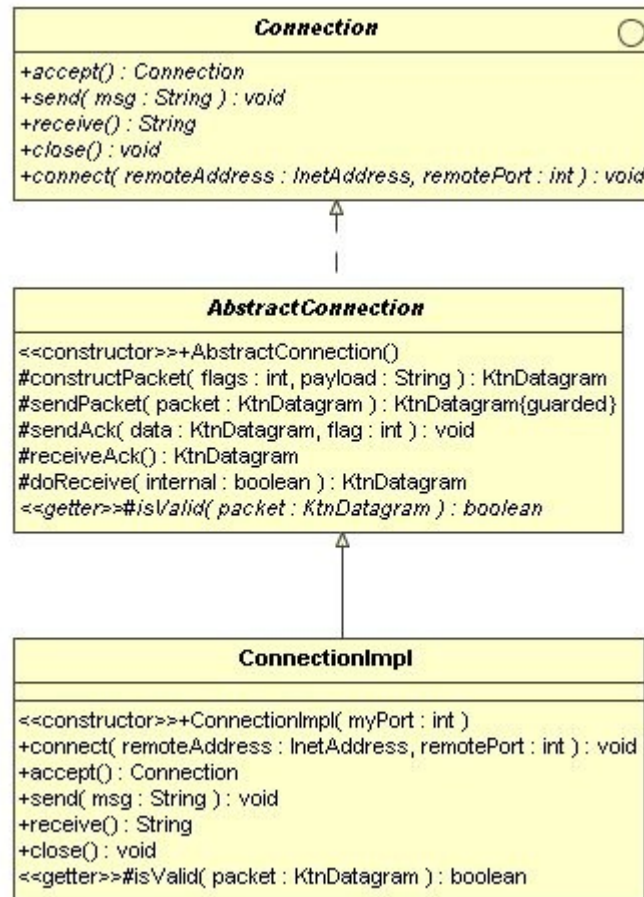 Connection
+accept() : Connection
+send( msg : String ) : void
+receive() : String
+close() : void
+connect( remoteAddress : InetAddress, remotePort : int ) : void
AbstractConnection
<<constructor>>+AbstractConnection()
#constructPacket( flags : int, payload : String ) : KtnDatagram
#sendPacket( packet : KtnDatagram ) : KtnDatagram{guarded}
#sendAck( data : KtnDatagram, flag : int ) : void
#receiveAck() : KtnDatagram
#doReceive( internal : boolean ) : KtnDatagram
<<getter>>#isValid( packet : KtnDatagram ) : boolean
ConnectionImpl
<<constructor>>+ConnectionImpl( myPort : int )
+connect( remoteAddress : InetAddress, remotePort : int ) : void
+accept() : Connection
+send( msg : String ) : void
+receive() : String
+close() : void
<<getter>>#isValid( packet : KtnDatagram ) : boolean